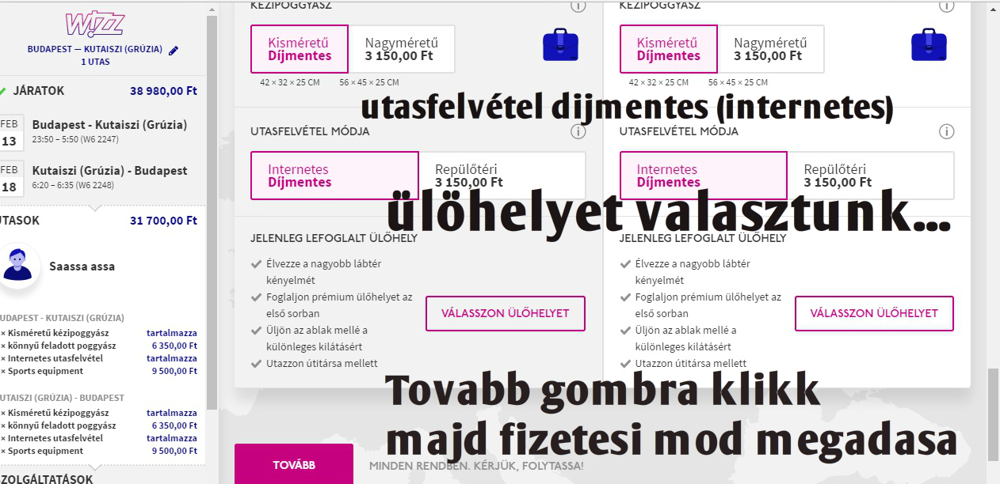 Wizz
BUDAPEST — KUTAISZI (GRÚZIA)
1 UTAS
JÁRATOK 38 980,00 Ft
FEB
13
Budapest - Kutaiszi (Grúzia)
23:50 – 5:50 (W6 2247)
FEB
18
Kutaiszi (Grúzia) - Budapest
6:20 – 6:35 (W6 2248)
UTASOK 31 700,00 Ft
Saassa assa
UDAPEST - KUTAISZI (GRÚZIA)
× Kisméretű kézipoggyász tartalmazza
× könnyű feladott poggyász 6 350,00 Ft
× Internetes utasfelvétel tartalmazza
× Sports equipment 9 500,00 Ft
UTAISZI (GRÚZIA) - BUDAPEST
× Kisméretű kézipoggyász tartalmazza
× könnyű feladott poggyász 6 350,00 Ft
× Internetes utasfelvétel tartalmazza
× Sports equipment 9 500,00 Ft
SZOLGÁLTATÁSOK
KÉZIPOGGYÁSZ
Kisméretű
Díjmentes
Nagyméretű
3 150,00 Ft
42 × 32 × 25 CM 56 × 45 × 25 CM
KÉZIPOGGYÁSZ
Kisméretű
Díjmentes
Nagyméretű
3 150,00 Ft
42 × 32 × 25 CM 56 × 45 × 25 CM
utasfelvétel dijmentes (internetes)
UTASFELVÉTEL MÓDJA
Internetes
Díjmentes
Repülőtéri
3 150,00 Ft
UTASFELVÉTEL MÓDJA
Internetes
Díjmentes
Repülőtéri
3 150,00 Ft
ülöhelyet valasztunk...
JELENLEG LEFOGLALT ÜLŐHELY
Élvezze a nagyobb lábtér
kényelmét
Foglaljon prémium ülőhelyet az
első sorban
Üljön az ablak mellé a
különleges kilátásért
Utazzon útitársa mellett
VÁLASSZON ÜLŐHELYET
JELENLEG LEFOGLALT ÜLŐHELY
Élvezze a nagyobb lábtér
kényelmét
Foglaljon prémium ülőhelyet az
első sorban
Üljön az ablak mellé a
különleges kilátásért
Utazzon útitársa mellett
VÁLASSZON ÜLŐHELYET
Tovabb gombra klikk
majd fizetesi mod megadasa
TOVÁBB
MINDEN RENDBEN. KÉRJÜK, FOLYTASSA!